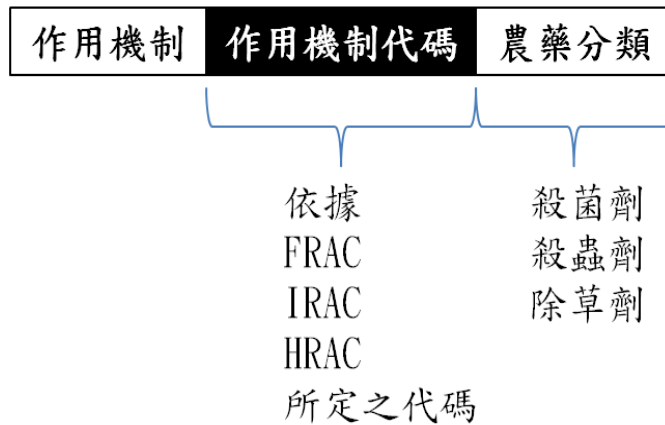 作用機制 作用機制代碼 農藥分類
依據 殺菌劑
FRAC 殺蟲劑
IRAC 除草劑
HRAC
所定之代碼